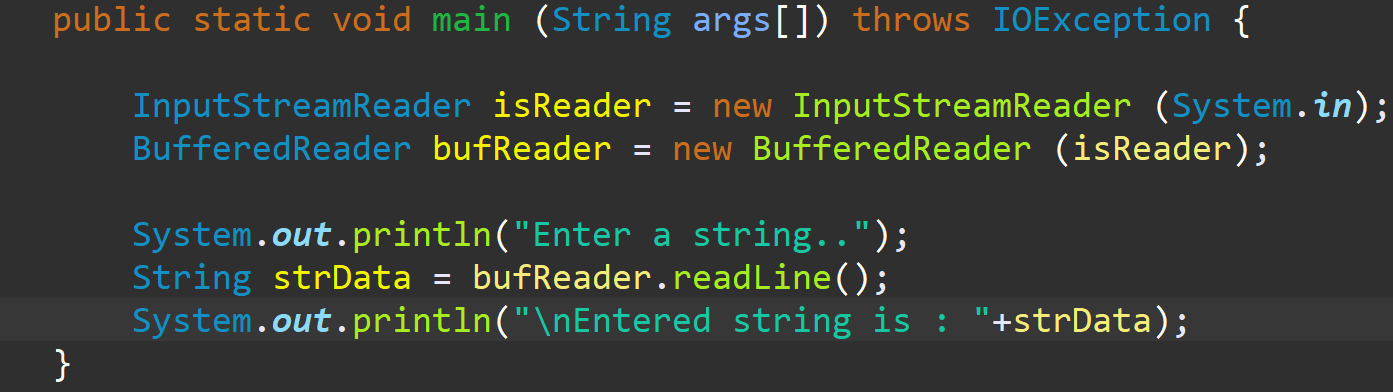 public static void main (String args[]) throws IOException {
InputStreamReader isReader = new InputStreamReader (System.in);
BufferedReader bufReader = new BufferedReader (isReader);
System.out.println("Enter a string..");
String strData = bufReader.readLine();
System.out.println("\nEntered string is : "+strData);
}